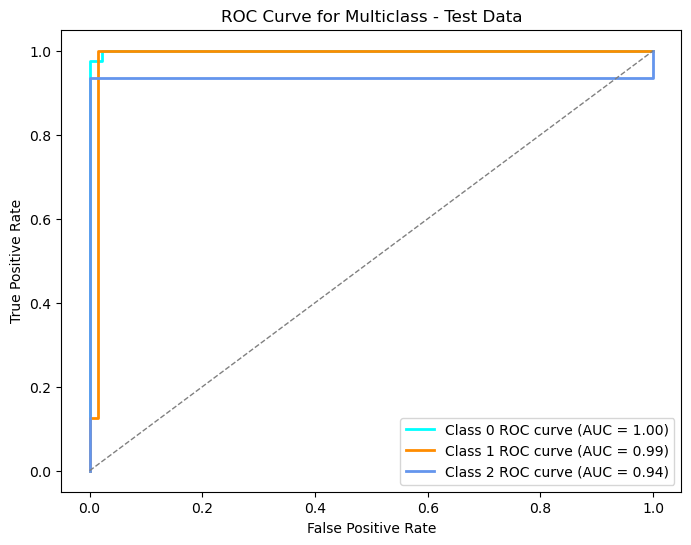 ROC Curve for Multiclass - Test Data
True Positive Rate
1.0
0.8
0.6
0.4
0.2
0.0
Class 0 ROC curve (AUC = 1.00)
Class 1 ROC curve (AUC = 0.99)
Class 2 ROC curve (AUC = 0.94)
0.0 0.2 0.4 0.6 0.8 1.0
False Positive Rate